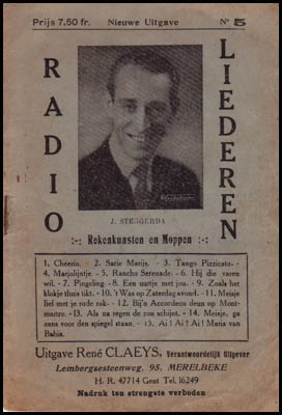 Prijs 7,50 fr. Nieuwe Uitgave Nº 5
RADIO
LIEDEREN
J. STEGGERDA
:-: Rekenkunsten en Moppen :-:
1. Cheerio. - 2. Sarie Marijs. - 3. Tango Pizzicato. -
4. Marjolijntje. - 5. Rancho Serenade. - 6. Hij die varen
wil. - 7. Pingeling - 8. Een uurtje met jou. - 9. Zoals het
klokje thuis tikt. - 10. 't Was op Zaterdag avond. - 11. Meisje
lief met je rode rok - 12. Bij'n Accordeon deun op Mont-
martre. - 13. Als na regen de zon schijnt. - 14. Meisje, ga
eens voor den spiegel staan. - 15. Ai ! Ai ! Ai ! Maria van
Bahia.
Uitgave René CLAEYS, Verantwoordelijk Uitgever
Lembergsesteenweg, 98, MERELBEKE
H. R. 47714 Gent Tel. 16249
Nadruk ten strengste verboden